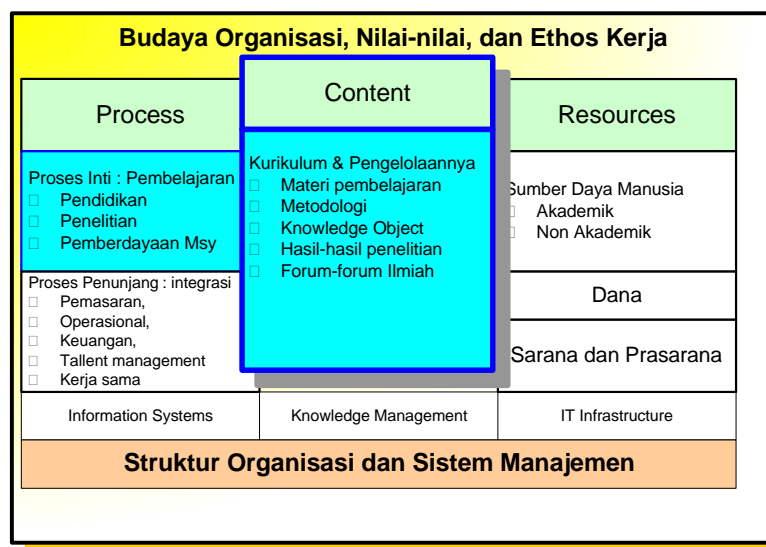 Budaya Organisasi, Nilai-nilai, dan Ethos Kerja
Process
Proses Inti : Pembelajaran
Pendidikan
Penelitian
Pemberdayaan Msy
Proses Penunjang : integrasi
Pemasaran,
Operasional,
Keuangan,
Tallent management
Kerja sama
Content
Kurikulum & Pengelolaannya
Materi pembelajaran
Metodologi
Knowledge Object
Hasil-hasil penelitian
Forum-forum Ilmiah
Resources
Sumber Daya Manusia
Akademik
Non Akademik
Dana
Sarana dan Prasarana
Information Systems
Knowledge Management
IT Infrastructure
Struktur Organisasi dan Sistem Manajemen